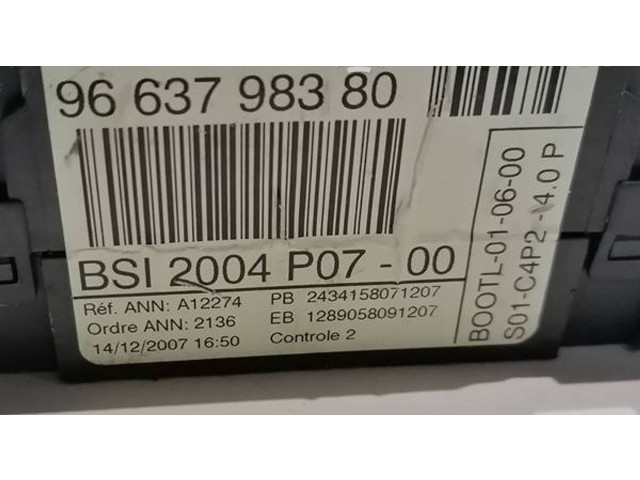 96 637 983 80
BSI 2004 P07 - 00
Réf. ANN: A12274 PB 2434158071207
Ordre ANN: 2136 EB 1289058091207
14/12/2007 16:50 Controle 2
BOOTL-01-06-00
S01-C4P2 - 4.0 P